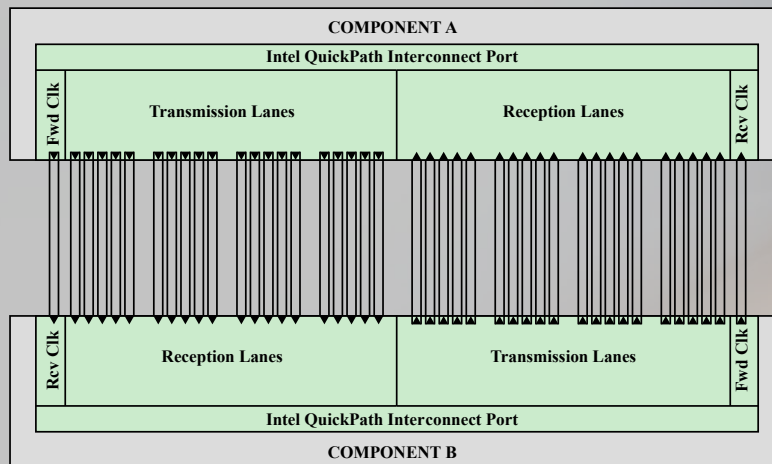 COMPONENT A
Intel QuickPath Interconnect Port
Fwd Clk
Transmission Lanes
Reception Lanes
Rcv Clk
Rcv Clk
Reception Lanes
Transmission Lanes
Fwd Clk
Intel QuickPath Interconnect Port
COMPONENT B